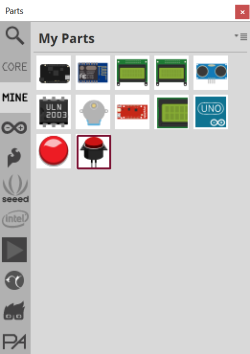 Parts
My Parts
CORE
MINE
ULN
2003
UNO
seeed
intel
PA